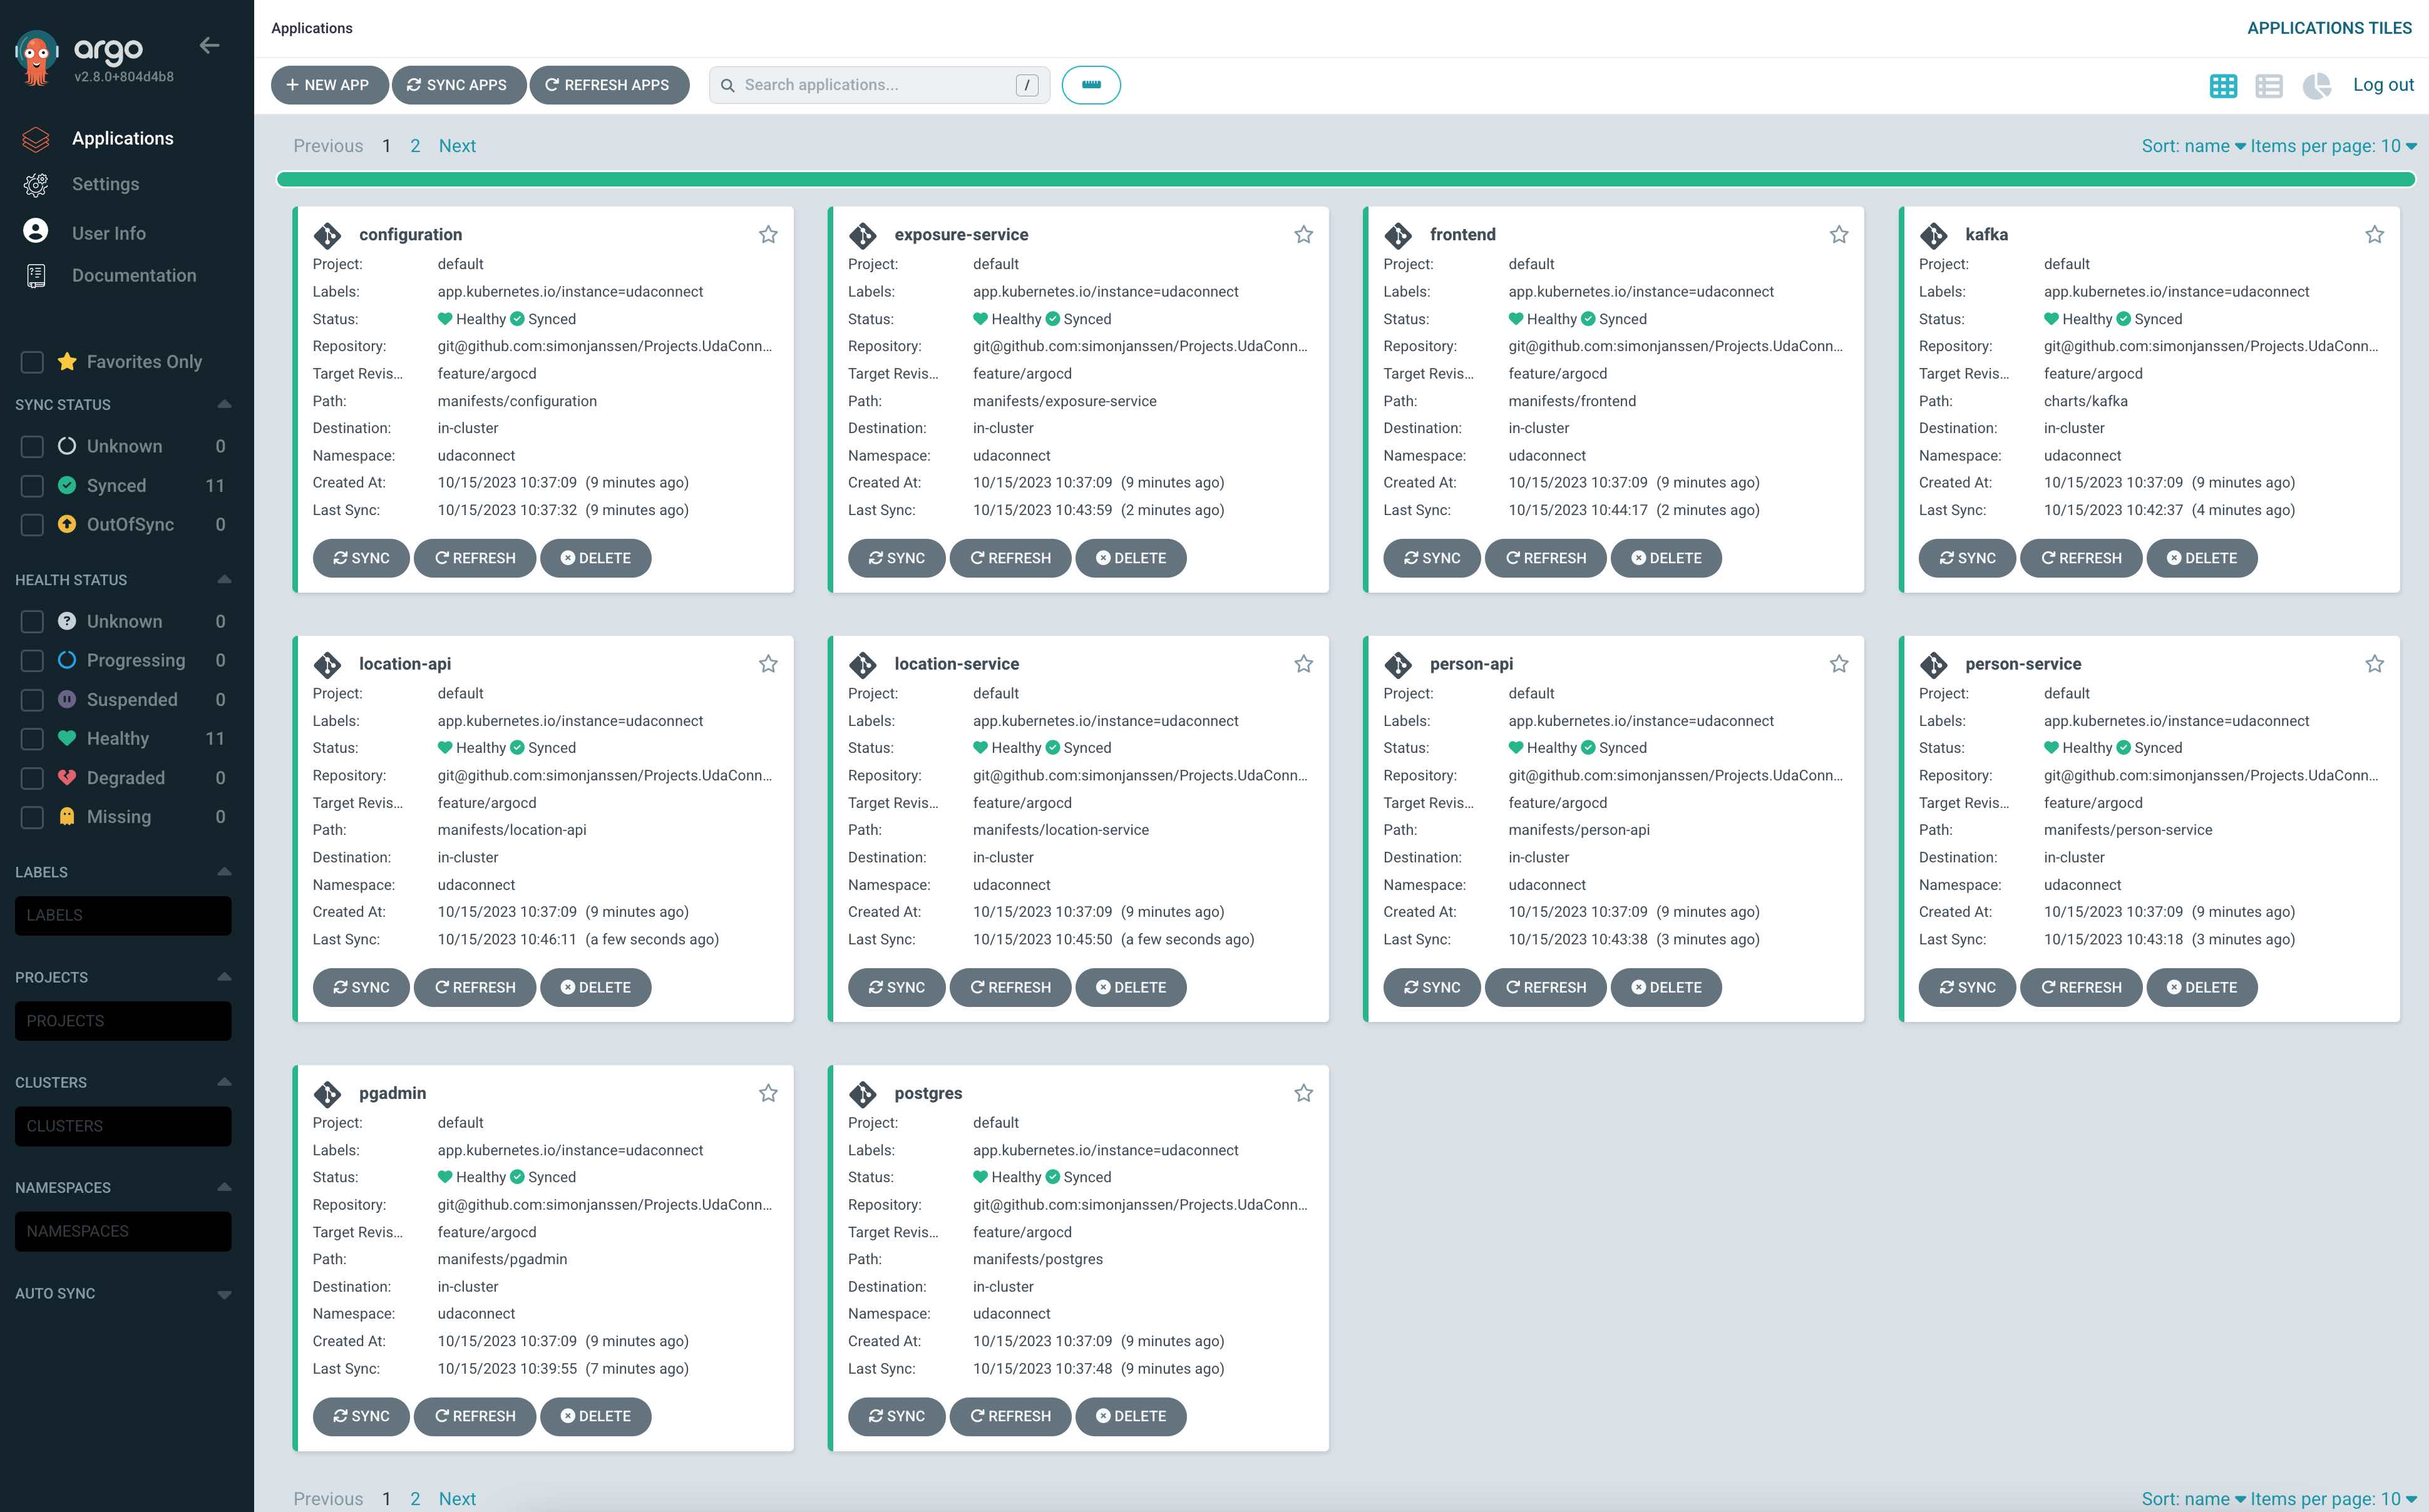 argo
v2.8.0+804d4b8
Applications
Settings
User Info
Documentation
Favorites Only
SYNC STATUS
Unknown 0
Synced 11
OutOfSync 0
HEALTH STATUS
Unknown 0
Progressing 0
Suspended 0
Healthy 11
Degraded 0
Missing 0
LABELS
LABELS
PROJECTS
PROJECTS
CLUSTERS
CLUSTERS
NAMESPACES
NAMESPACES
AUTO SYNC
Applications
APPLICATIONS TILES
NEW APP SYNC APPS REFRESH APPS Search applications... / Log out
Previous 1 2 Next
Sort: name Items per page: 10
configuration
Project: default
Labels: app.kubernetes.io/instance=udaconnect
Status: Healthy Synced
Repository: git@github.com:simonjanssen/Projects.UdaConn...
Target Revis... feature/argocd
Path: manifests/configuration
Destination: in-cluster
Namespace: udaconnect
Created At: 10/15/2023 10:37:09 (9 minutes ago)
Last Sync: 10/15/2023 10:37:32 (9 minutes ago)
SYNC REFRESH DELETE
exposure-service
Project: default
Labels: app.kubernetes.io/instance=udaconnect
Status: Healthy Synced
Repository: git@github.com:simonjanssen/Projects.UdaConn...
Target Revis... feature/argocd
Path: manifests/exposure-service
Destination: in-cluster
Namespace: udaconnect
Created At: 10/15/2023 10:37:09 (9 minutes ago)
Last Sync: 10/15/2023 10:43:59 (2 minutes ago)
SYNC REFRESH DELETE
frontend
Project: default
Labels: app.kubernetes.io/instance=udaconnect
Status: Healthy Synced
Repository: git@github.com:simonjanssen/Projects.UdaConn...
Target Revis... feature/argocd
Path: manifests/frontend
Destination: in-cluster
Namespace: udaconnect
Created At: 10/15/2023 10:37:09 (9 minutes ago)
Last Sync: 10/15/2023 10:44:17 (2 minutes ago)
SYNC REFRESH DELETE
kafka
Project: default
Labels: app.kubernetes.io/instance=udaconnect
Status: Healthy Synced
Repository: git@github.com:simonjanssen/Projects.UdaConn...
Target Revis... feature/argocd
Path: charts/kafka
Destination: in-cluster
Namespace: udaconnect
Created At: 10/15/2023 10:37:09 (9 minutes ago)
Last Sync: 10/15/2023 10:42:37 (4 minutes ago)
SYNC REFRESH DELETE
location-api
Project: default
Labels: app.kubernetes.io/instance=udaconnect
Status: Healthy Synced
Repository: git@github.com:simonjanssen/Projects.UdaConn...
Target Revis... feature/argocd
Path: manifests/location-api
Destination: in-cluster
Namespace: udaconnect
Created At: 10/15/2023 10:37:09 (9 minutes ago)
Last Sync: 10/15/2023 10:46:11 (a few seconds ago)
SYNC REFRESH DELETE
location-service
Project: default
Labels: app.kubernetes.io/instance=udaconnect
Status: Healthy Synced
Repository: git@github.com:simonjanssen/Projects.UdaConn...
Target Revis... feature/argocd
Path: manifests/location-service
Destination: in-cluster
Namespace: udaconnect
Created At: 10/15/2023 10:37:09 (9 minutes ago)
Last Sync: 10/15/2023 10:45:50 (a few seconds ago)
SYNC REFRESH DELETE
person-api
Project: default
Labels: app.kubernetes.io/instance=udaconnect
Status: Healthy Synced
Repository: git@github.com:simonjanssen/Projects.UdaConn...
Target Revis... feature/argocd
Path: manifests/person-api
Destination: in-cluster
Namespace: udaconnect
Created At: 10/15/2023 10:37:09 (9 minutes ago)
Last Sync: 10/15/2023 10:43:38 (3 minutes ago)
SYNC REFRESH DELETE
person-service
Project: default
Labels: app.kubernetes.io/instance=udaconnect
Status: Healthy Synced
Repository: git@github.com:simonjanssen/Projects.UdaConn...
Target Revis... feature/argocd
Path: manifests/person-service
Destination: in-cluster
Namespace: udaconnect
Created At: 10/15/2023 10:37:09 (9 minutes ago)
Last Sync: 10/15/2023 10:43:18 (3 minutes ago)
SYNC REFRESH DELETE
pgadmin
Project: default
Labels: app.kubernetes.io/instance=udaconnect
Status: Healthy Synced
Repository: git@github.com:simonjanssen/Projects.UdaConn...
Target Revis... feature/argocd
Path: manifests/pgadmin
Destination: in-cluster
Namespace: udaconnect
Created At: 10/15/2023 10:37:09 (9 minutes ago)
Last Sync: 10/15/2023 10:39:55 (7 minutes ago)
SYNC REFRESH DELETE
postgres
Project: default
Labels: app.kubernetes.io/instance=udaconnect
Status: Healthy Synced
Repository: git@github.com:simonjanssen/Projects.UdaConn...
Target Revis... feature/argocd
Path: manifests/postgres
Destination: in-cluster
Namespace: udaconnect
Created At: 10/15/2023 10:37:09 (9 minutes ago)
Last Sync: 10/15/2023 10:37:48 (9 minutes ago)
SYNC REFRESH DELETE
Previous 1 2 Next
Sort: name Items per page: 10